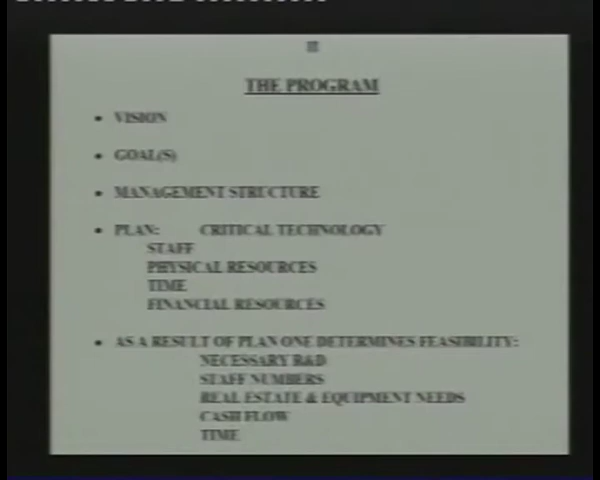 THE PROGRAM
• VISION
• GOAL(S)
• MANAGEMENT STRUCTURE
• PLAN: CRITICAL TECHNOLOGY
STAFF
PHYSICAL RESOURCES
TIME
FINANCIAL RESOURCES
• AS A RESULT OF PLAN ONE DETERMINES FEASIBILITY:
NECESSARY R&D
STAFF NUMBERS
REAL ESTATE & EQUIPMENT NEEDS
CASH FLOW
TIME